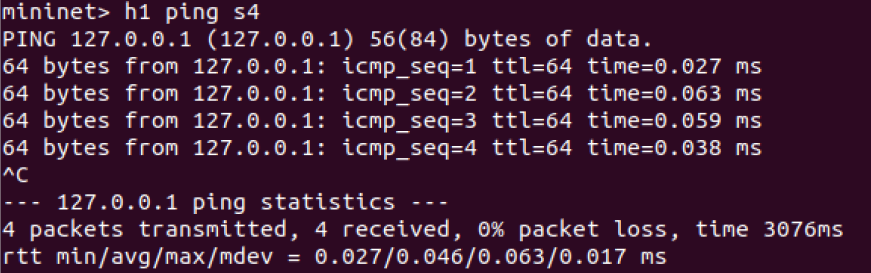 mininet> h1 ping s4
PING 127.0.0.1 (127.0.0.1) 56(84) bytes of data.
64 bytes from 127.0.0.1: icmp_seq=1 ttl=64 time=0.027 ms
64 bytes from 127.0.0.1: icmp_seq=2 ttl=64 time=0.063 ms
64 bytes from 127.0.0.1: icmp_seq=3 ttl=64 time=0.059 ms
64 bytes from 127.0.0.1: icmp_seq=4 ttl=64 time=0.038 ms
^C
--- 127.0.0.1 ping statistics ---
4 packets transmitted, 4 received, 0% packet loss, time 3076ms
rtt min/avg/max/mdev = 0.027/0.046/0.063/0.017 ms